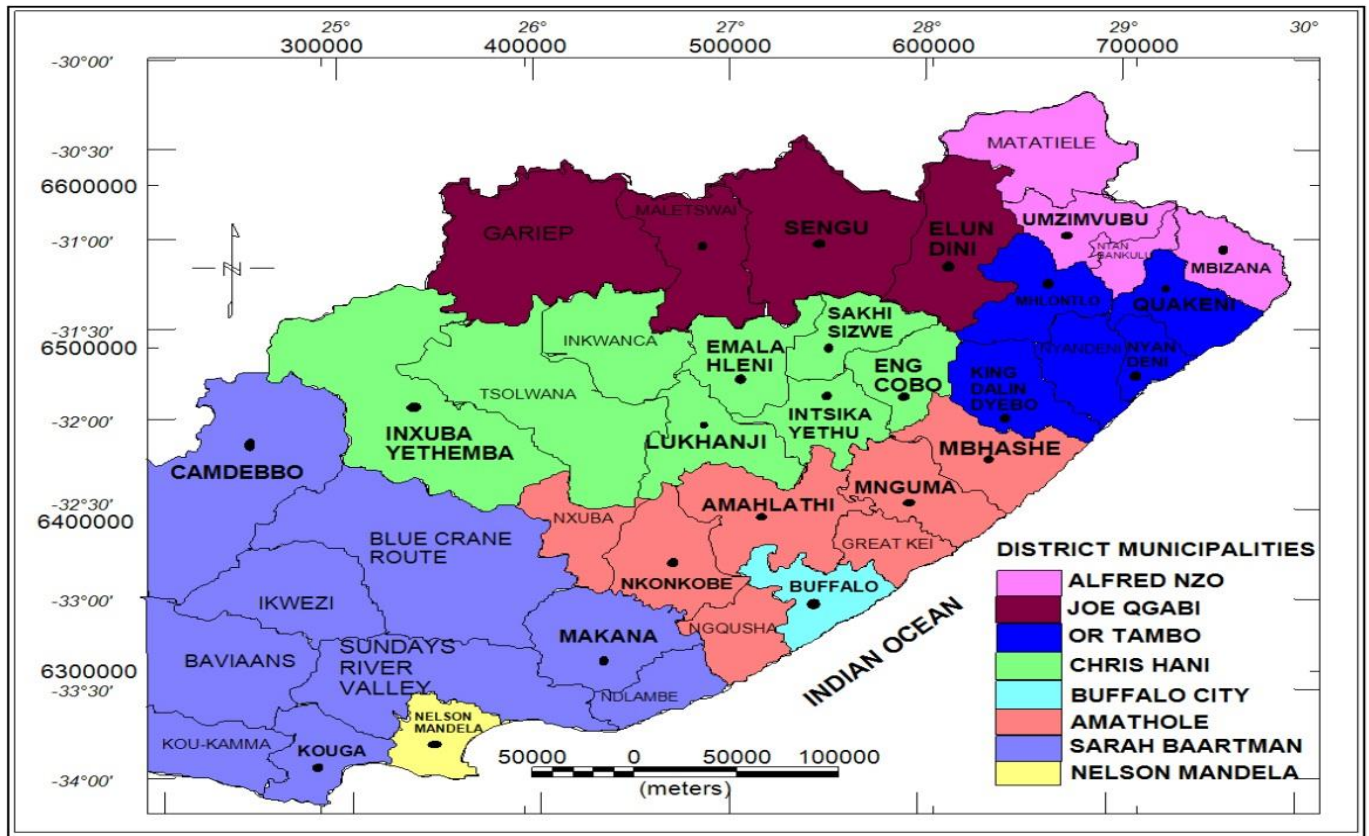 25° 26° 27° 28° 29° 30°
300000 400000 500000 600000 700000
-30°00'
-30°30'
6600000
-31°00'
-31°30'
6500000
-32°00'
-32°30'
6400000
-33°00'
6300000
-33°30'
-34°00'
N
MATATIELE
UMZIMVUBU
NTAN
BANKULU
MBIZANA
GARIEP
MALETSWAI
SENGU
ELUN
DINI
MHLONTLO
QUAKENI
NYANDENI
NYAN
DENI
KING
DALIN
DYEBO
INKWANCA
EMALA
HLENI
SAKHI
SIZWE
ENG
COBO
TSOLWANA
INTSIKA
YETHU
LUKHANJI
INXUBA
YETHEMBA
CAMDEBBO
MBHASHE
MNGUMA
AMAHLATHI
NXUBA
GREAT KEI
NKONKOBE
BUFFALO
NGQUSHA
BLUE CRANE
ROUTE
IKWEZI
MAKANA
BAVIAANS
SUNDAYS
RIVER
VALLEY
NDLAMBE
NELSON
MANDELA
KOU-KAMMA
KOUGA
INDIAN OCEAN
50000 0 50000 100000
(meters)
DISTRICT MUNICIPALITIES
ALFRED NZO
JOE QGABI
OR TAMBO
CHRIS HANI
BUFFALO CITY
AMATHOLE
SARAH BAARTMAN
NELSON MANDELA